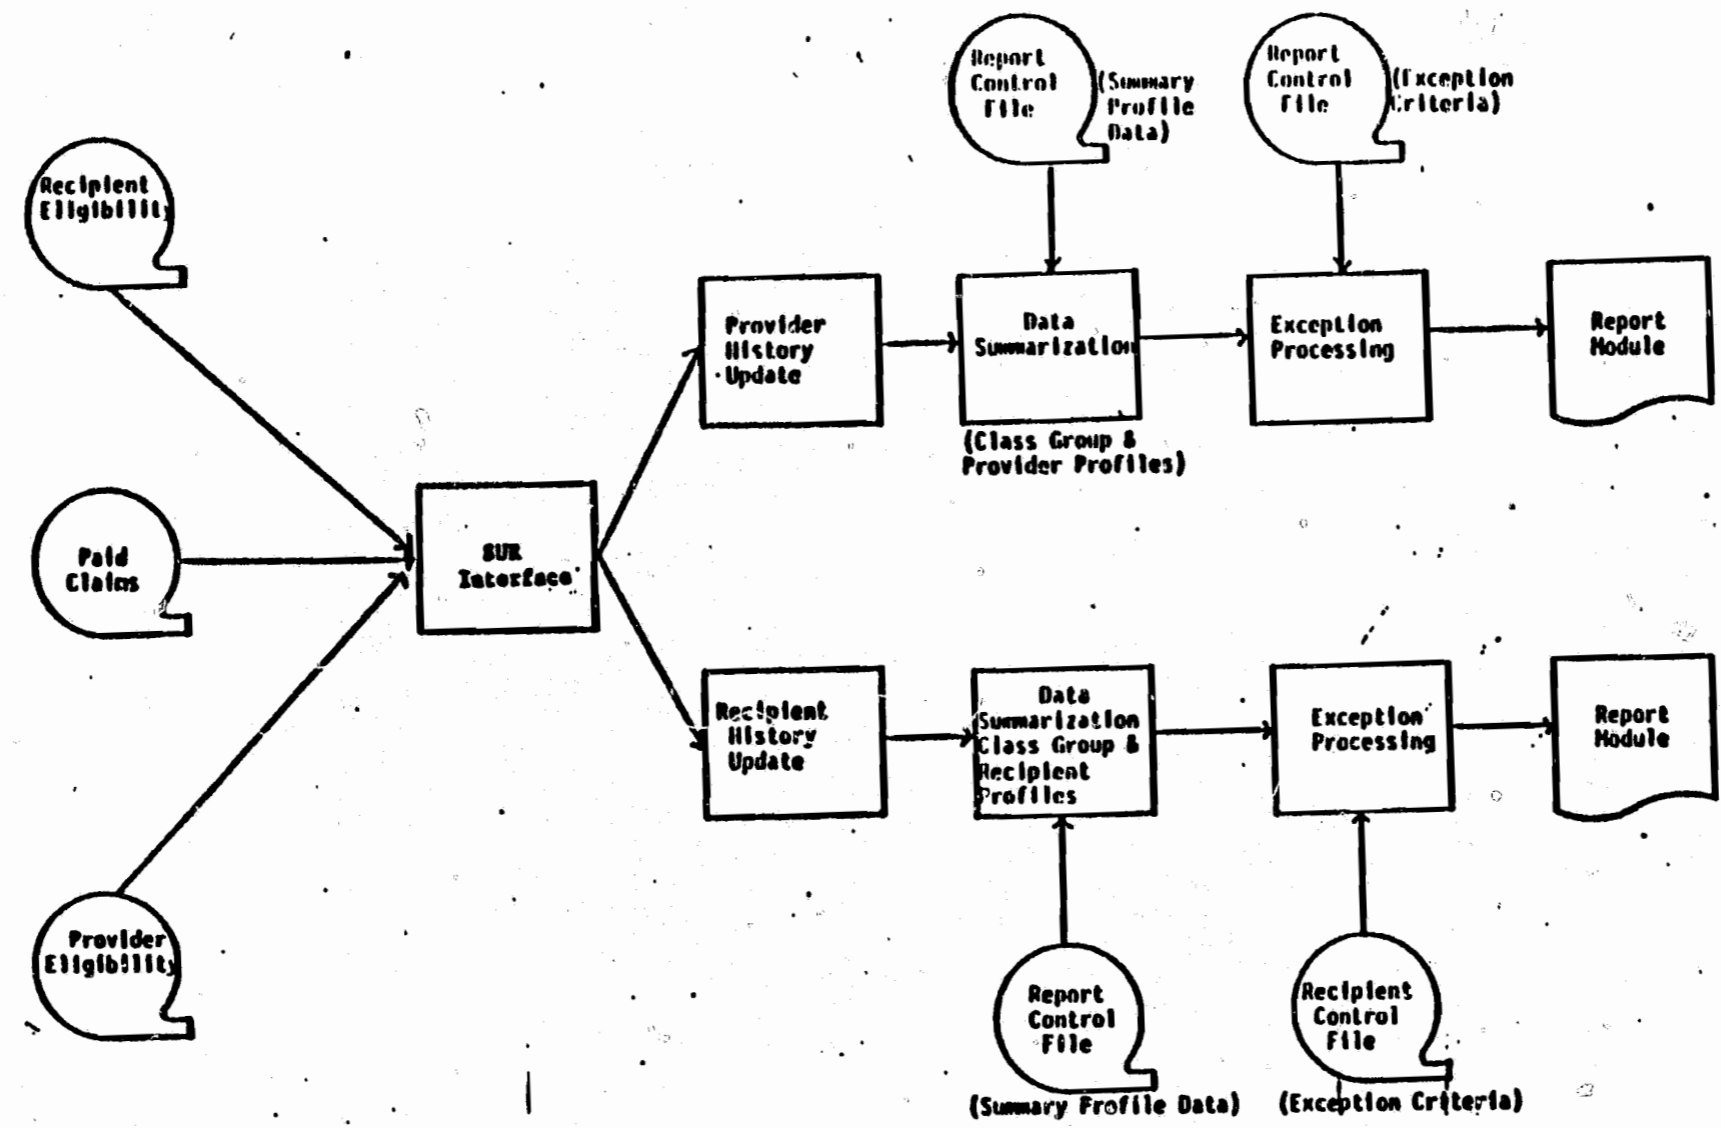 Report
Control
File
(Summary
Profile
Data)
Report
Control
File
(Exception
Criteria)
Recipient
Eligibility
Provider
History
Update
Data
Summarization
(Class Group &
Provider Profiles)
Exception
Processing
Report
Module
Paid
Claims
SUR
Interface
Recipient
History
Update
Data
Summarization
Class Group &
Recipient
Profiles
Exception
Processing
Report
Module
Provider
Eligibility
Report
Control
File
(Summary Profile Data)
Recipient
Control
File
(Exception Criteria)